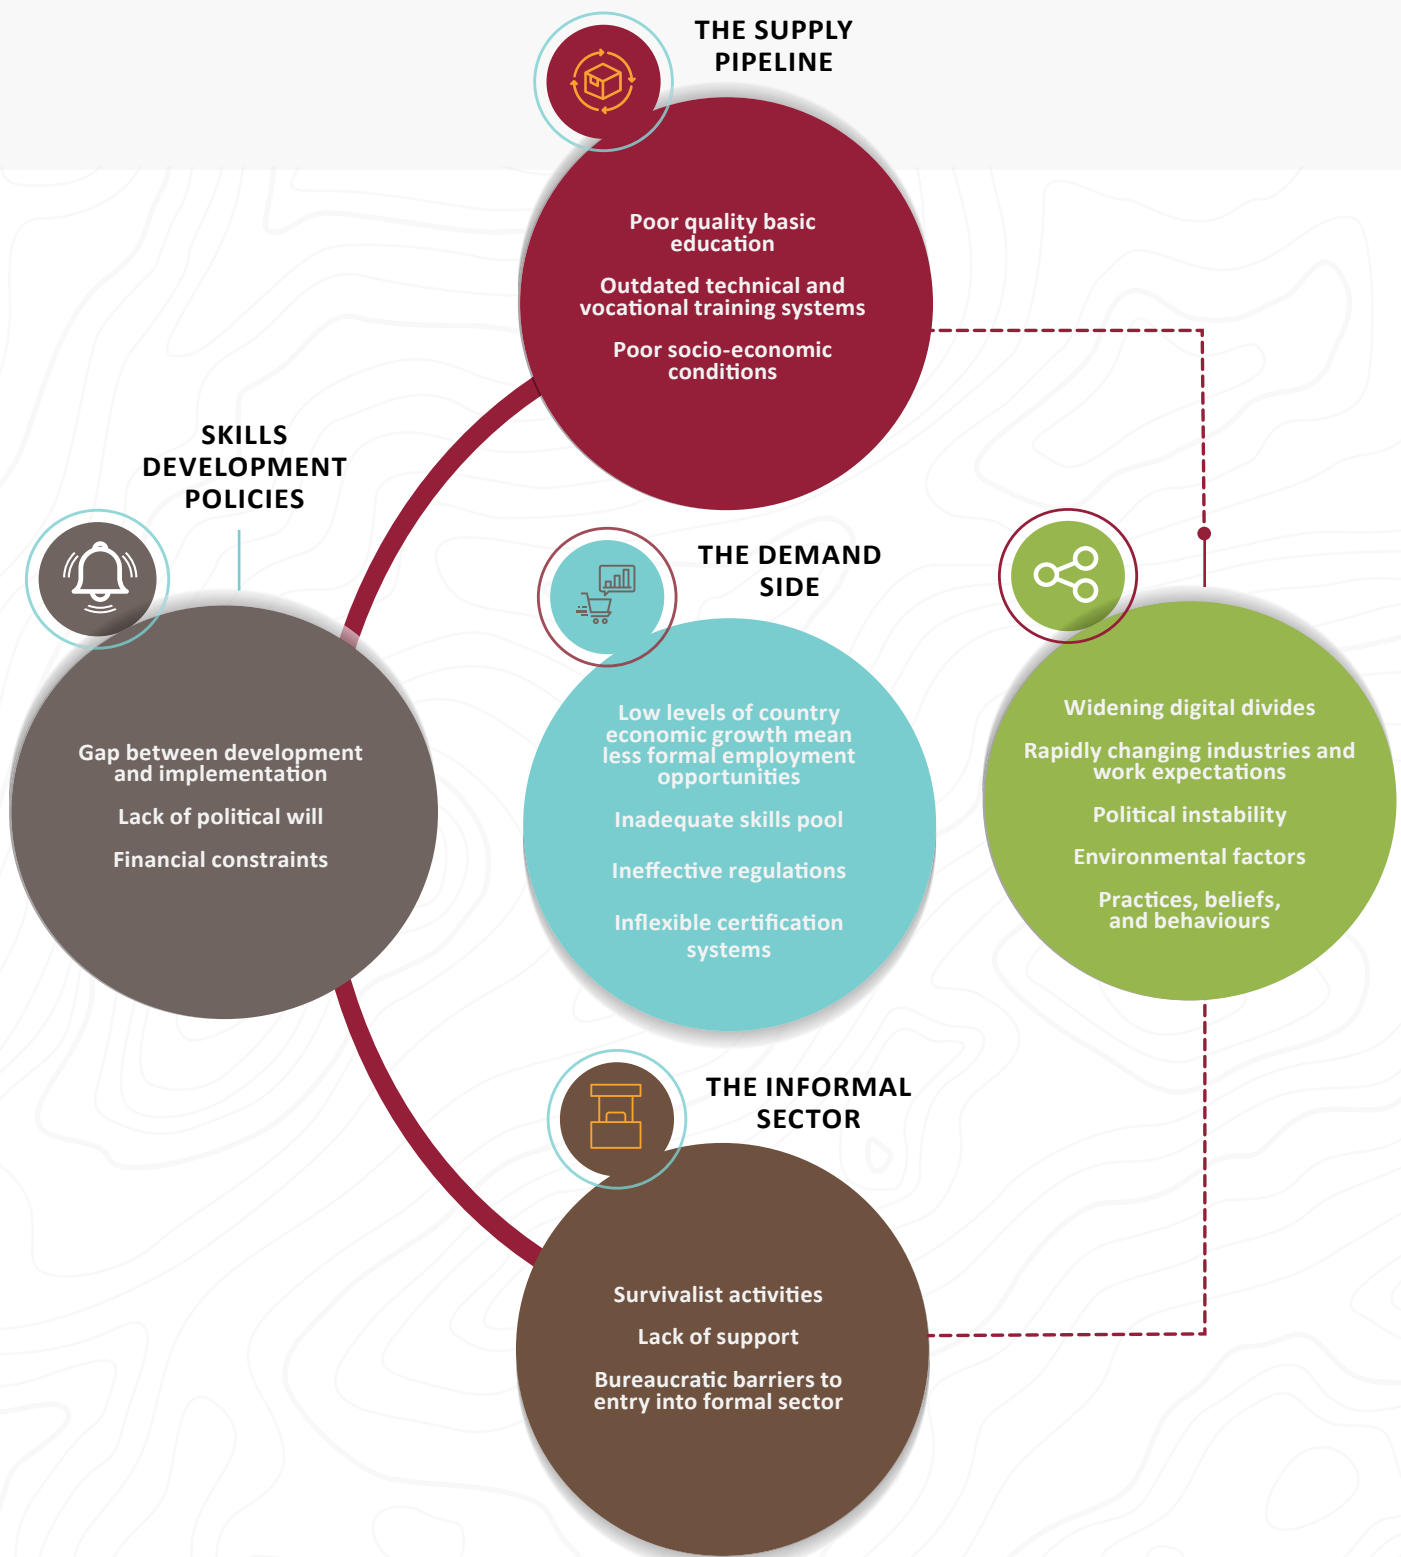 THE SUPPLY
PIPELINE
Poor quality basic
education
Outdated technical and
vocational training systems
Poor socio-economic
conditions
SKILLS
DEVELOPMENT
POLICIES
Gap between development
and implementation
Lack of political will
Financial constraints
THE DEMAND
SIDE
Low levels of country
economic growth mean
less formal employment
opportunities
Inadequate skills pool
Ineffective regulations
Inflexible certification
systems
Widening digital divides
Rapidly changing industries and
work expectations
Political instability
Environmental factors
Practices, beliefs,
and behaviours
THE INFORMAL
SECTOR
Survivalist activities
Lack of support
Bureaucratic barriers to
entry into formal sector